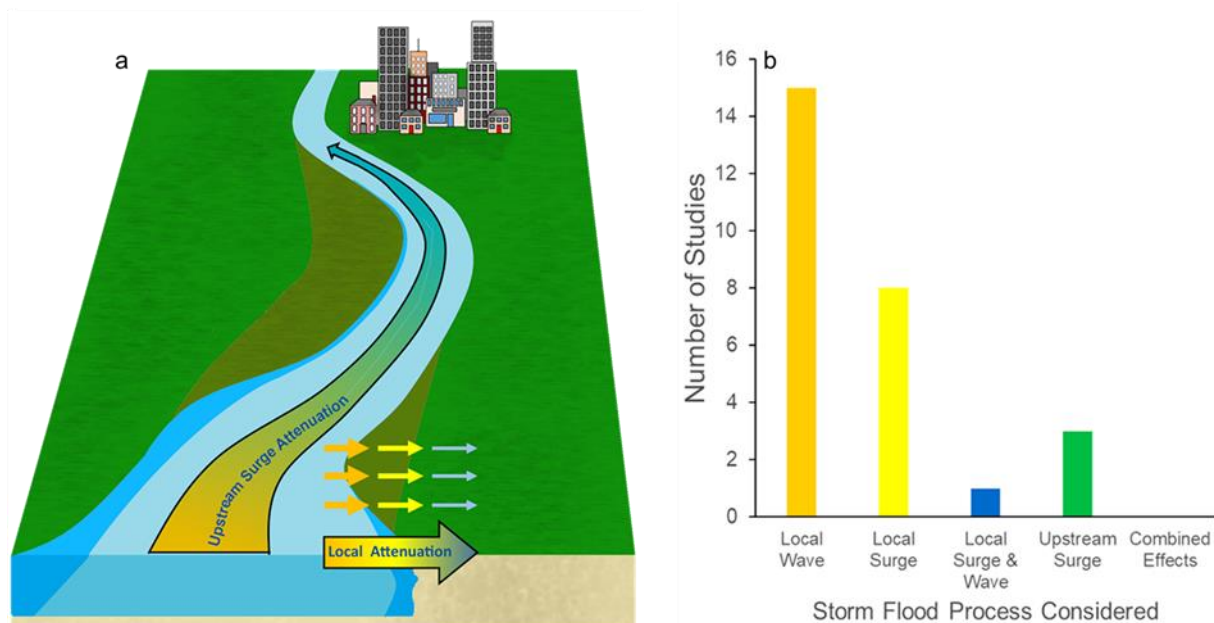 a
Upstream Surge Attenuation
Local Attenuation
b
Number of Studies
16
14
12
10
8
6
4
2
0
Local
Wave
Local
Surge
Local
Surge &
Wave
Upstream
Surge
Combined
Effects
Storm Flood Process Considered